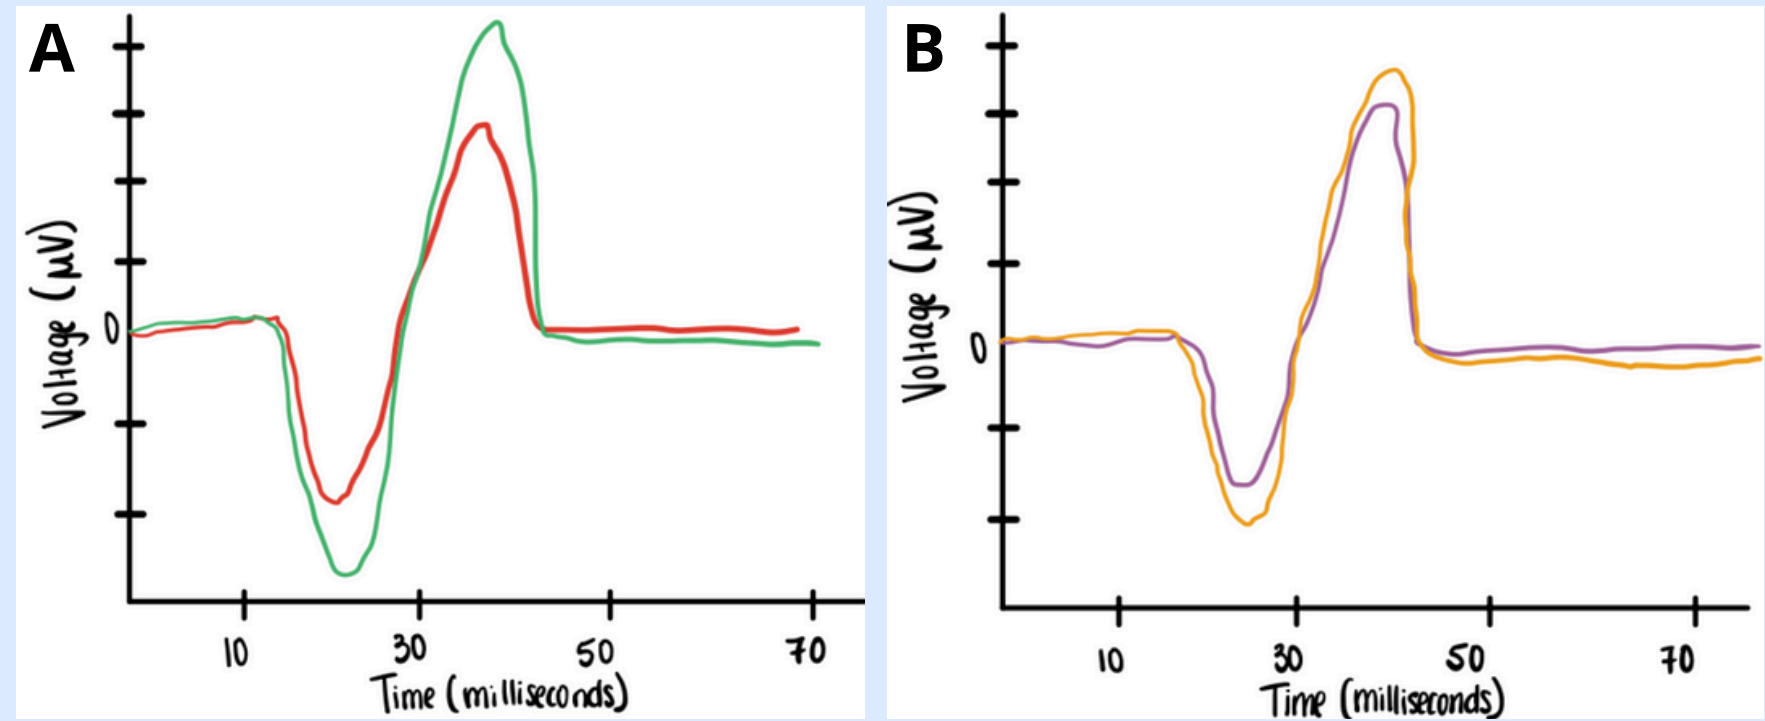 A
Voltage (μV)
0
10 30 50 70
Time (milliseconds)
B
Voltage (μV)
0
10 30 50 70
Time (milliseconds)